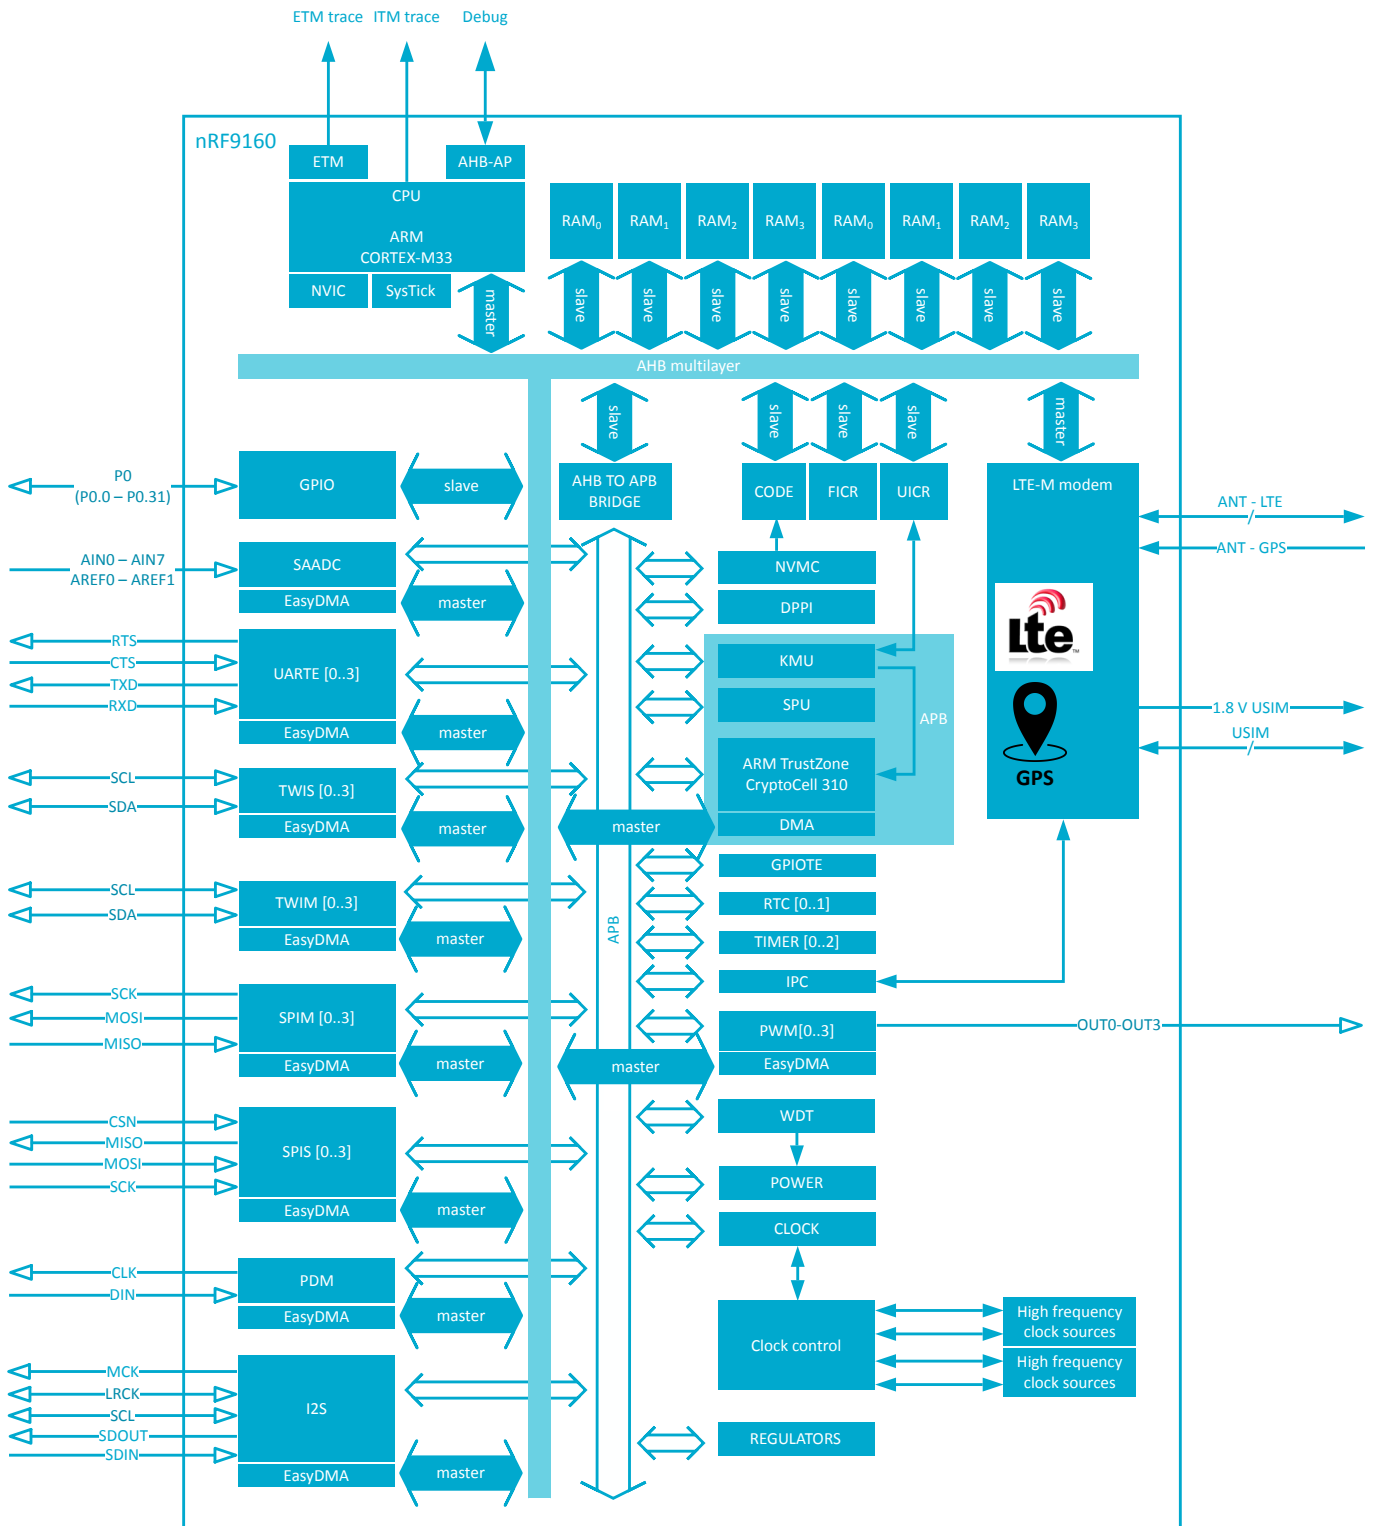 ETM trace ITM trace Debug
nRF9160
ETM
AHB-AP
CPU
ARM
CORTEX-M33
NVIC
SysTick
master
RAM0
RAM1
RAM2
RAM3
RAM0
RAM1
RAM2
RAM3
slave
slave
slave
slave
slave
slave
slave
slave
AHB multilayer
slave
slave
slave
slave
master
P0
(P0.0 – P0.31)
GPIO
slave
AHB TO APB
BRIDGE
CODE
FICR
UICR
LTE-M modem
ANT - LTE
ANT - GPS
AIN0 – AIN7
AREF0 – AREF1
SAADC
EasyDMA
master
NVMC
DPPI
Lte
TM
GPS
RTS
CTS
TXD
RXD
UARTE [0..3]
EasyDMA
master
KMU
SPU
APB
1.8 V USIM
USIM
SCL
SDA
TWIS [0..3]
EasyDMA
master
ARM TrustZone
CryptoCell 310
DMA
master
GPIOTE
SCL
SDA
TWIM [0..3]
EasyDMA
master
APB
RTC [0..1]
TIMER [0..2]
IPC
SCK
MOSI
MISO
SPIM [0..3]
EasyDMA
master
PWM[0..3]
EasyDMA
master
OUT0-OUT3
CSN
MISO
MOSI
SCK
SPIS [0..3]
EasyDMA
master
WDT
POWER
CLOCK
CLK
DIN
PDM
EasyDMA
master
Clock control
High frequency
clock sources
High frequency
clock sources
MCK
LRCK
SCL
SDOUT
SDIN
I2S
EasyDMA
master
REGULATORS